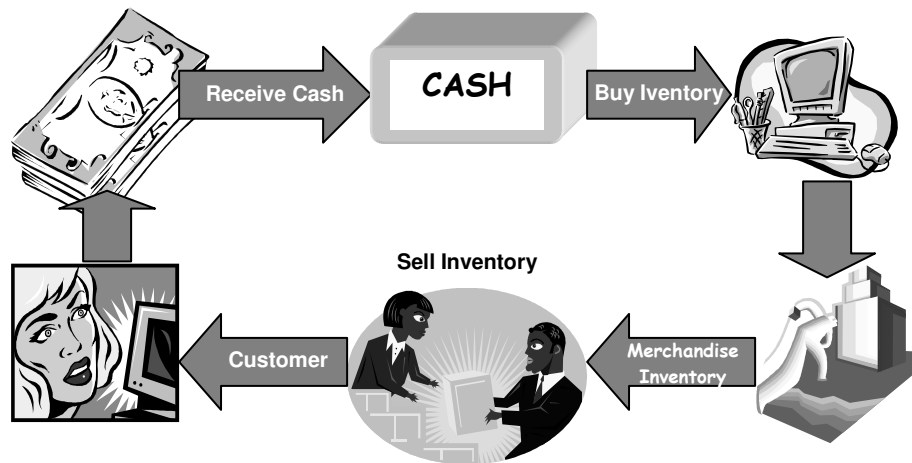 Receive Cash
CASH
Buy Iventory
Sell Inventory
Customer
Merchandise
Inventory